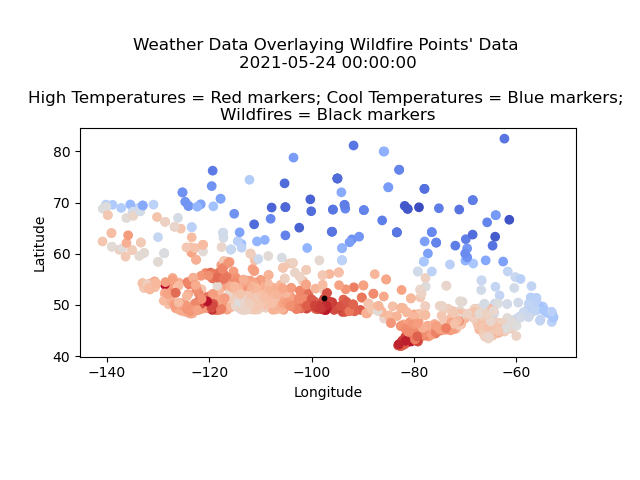 Weather Data Overlaying Wildfire Points' Data
2021-05-24 00:00:00
High Temperatures = Red markers; Cool Temperatures = Blue markers;
Wildfires = Black markers
80
70
60
50
40
Latitude
−140 −120 −100 −80 −60
Longitude